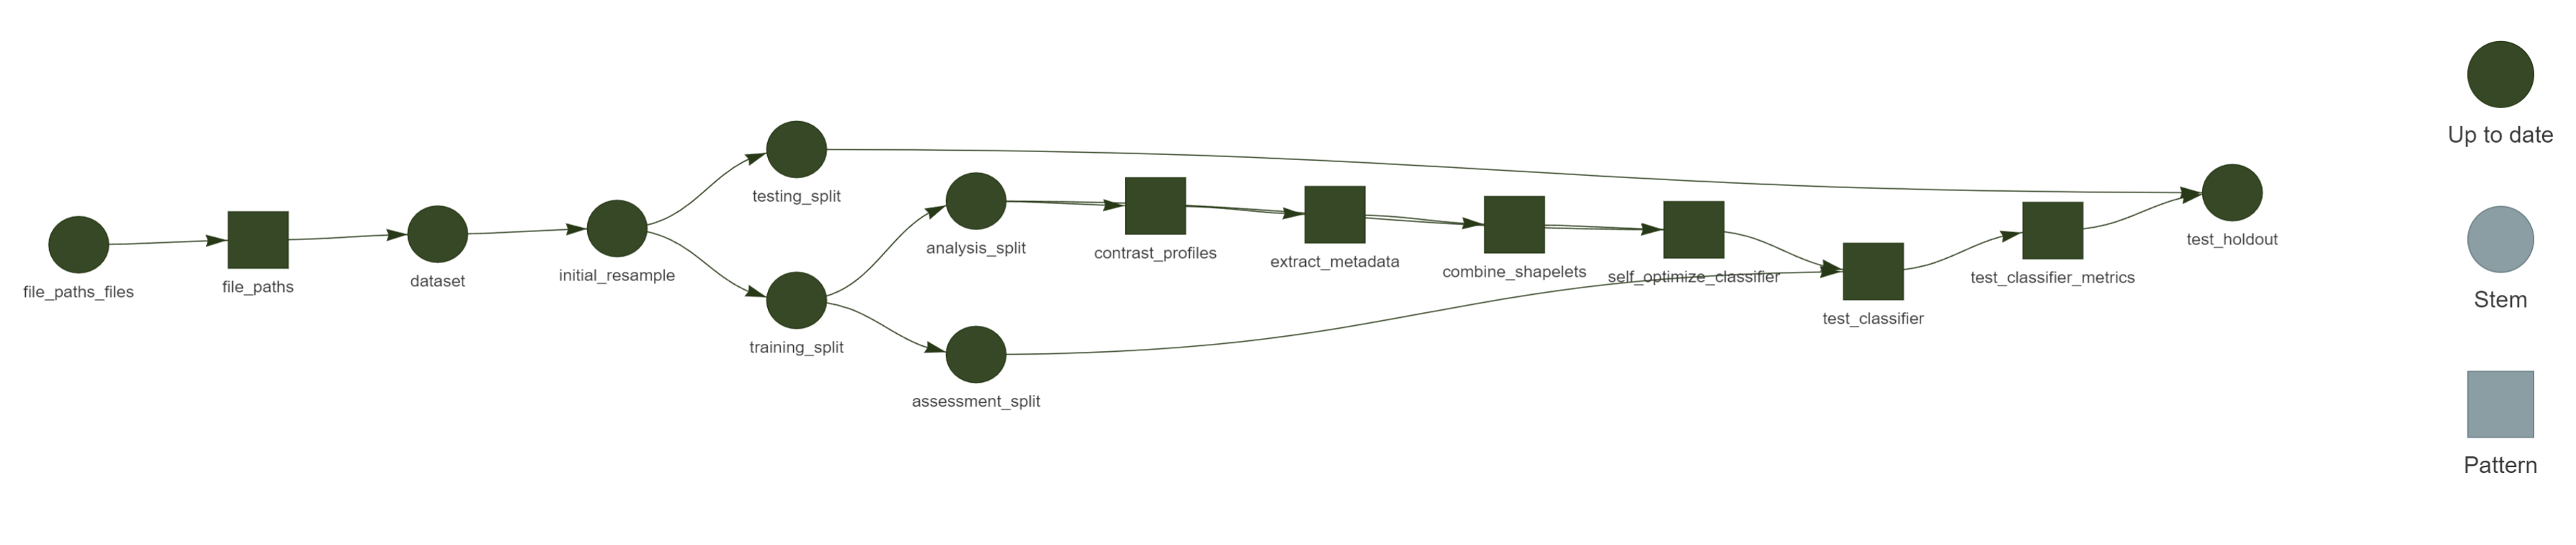 file_paths_files
file_paths
dataset
initial_resample
testing_split
training_split
analysis_split
assessment_split
contrast_profiles
extract_metadata
combine_shapelets
self_optimize_classifier
test_classifier
test_classifier_metrics
test_holdout
Up to date
Stem
Pattern